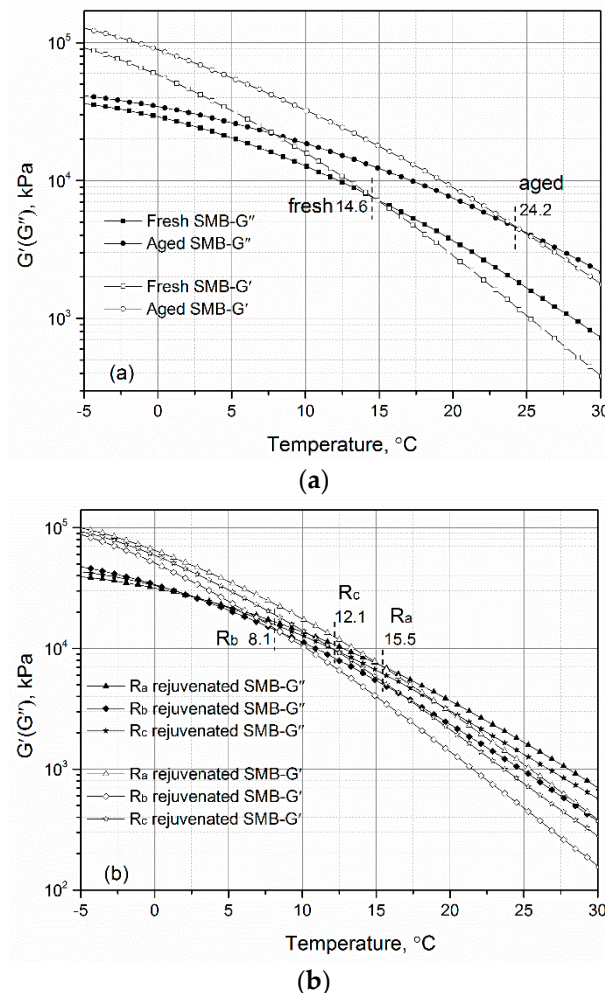 10⁵
10⁴
10³
G'(G''), kPa
fresh 14.6
aged
24.2
Fresh SMB-G''
Aged SMB-G''
Fresh SMB-G'
Aged SMB-G'
(a)
-5 0 5 10 15 20 25 30
Temperature, °C
(a)
10⁵
10⁴
10³
10²
G'(G''), kPa
Rc
12.1
Ra
15.5
Rb 8.1
Ra rejuvenated SMB-G''
Rb rejuvenated SMB-G''
Rc rejuvenated SMB-G''
Ra rejuvenated SMB-G'
Rb rejuvenated SMB-G'
Rc rejuvenated SMB-G'
(b)
-5 0 5 10 15 20 25 30
Temperature, °C
(b)